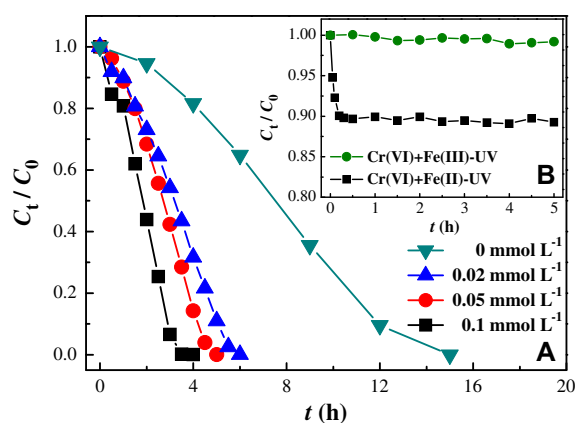 1.0
0.8
0.6
0.4
0.2
0.0
C_t / C_0
0 4 8 12 16 20
t (h)
A
0 mmol L^-1
0.02 mmol L^-1
0.05 mmol L^-1
0.1 mmol L^-1
1.00
0.95
0.90
0.85
0.80
C_t / C_0
Cr(VI)+Fe(III)-UV
Cr(VI)+Fe(II)-UV
B
0 1 2 3 4 5
t (h)